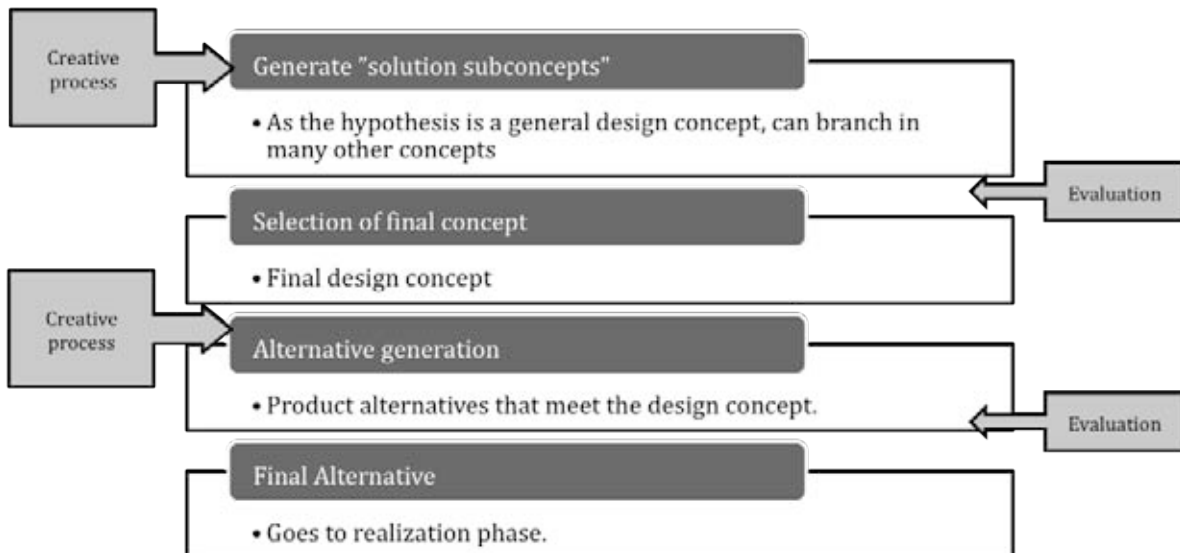 Creative
process
Generate "solution subconcepts"
• As the hypothesis is a general design concept, can branch in
many other concepts
Evaluation
Selection of final concept
• Final design concept
Creative
process
Alternative generation
• Product alternatives that meet the design concept.
Evaluation
Final Alternative
• Goes to realization phase.